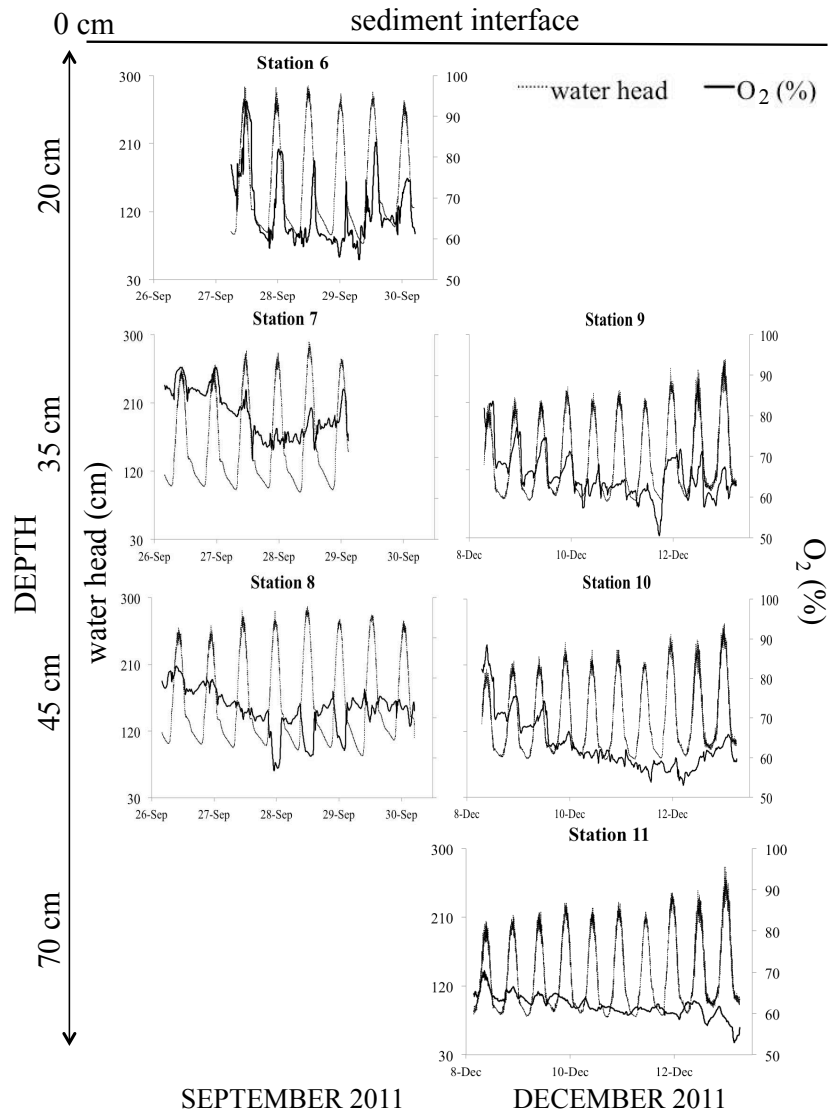 0 cm
sediment interface
Station 6
water head
O2 (%)
300
210
120
30
100
90
80
70
60
50
26-Sep
27-Sep
28-Sep
29-Sep
30-Sep
20 cm
Station 7
300
210
120
30
26-Sep
27-Sep
28-Sep
29-Sep
30-Sep
35 cm
Station 9
100
90
80
70
60
50
8-Dec
10-Dec
12-Dec
DEPTH
water head (cm)
O2 (%)
Station 8
300
210
120
30
26-Sep
27-Sep
28-Sep
29-Sep
30-Sep
45 cm
Station 10
100
90
80
70
60
50
8-Dec
10-Dec
12-Dec
Station 11
300
210
120
30
100
90
80
70
60
50
8-Dec
10-Dec
12-Dec
70 cm
SEPTEMBER 2011
DECEMBER 2011